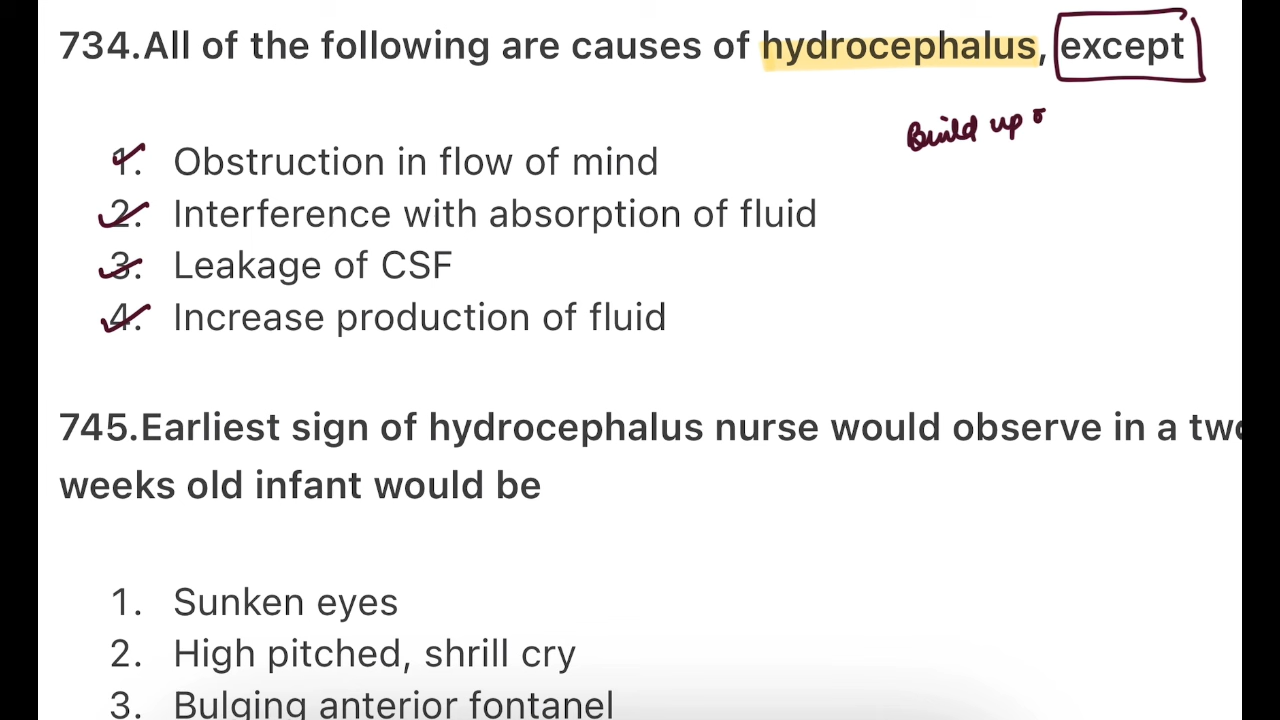 734.All of the following are causes of hydrocephalus, except
Build up
1. Obstruction in flow of mind
2. Interference with absorption of fluid
3. Leakage of CSF
4. Increase production of fluid
745.Earliest sign of hydrocephalus nurse would observe in a
weeks old infant would be
1. Sunken eyes
2. High pitched, shrill cry
3. Bulging anterior fontanel